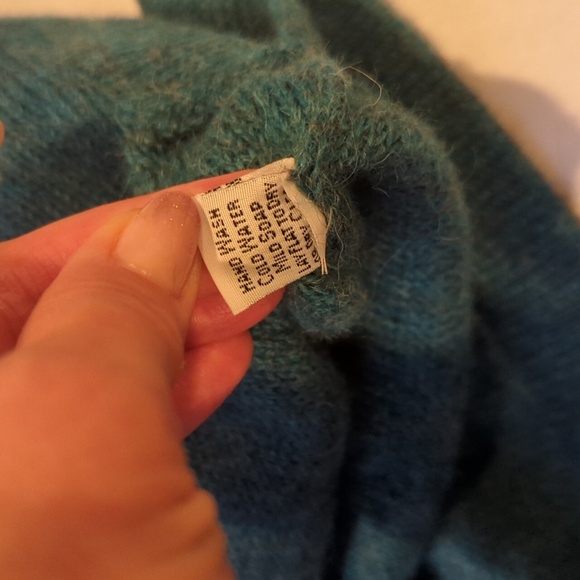 HAND WASH
COLD WATER
MILD SOAP
LAY FLAT TO DRY